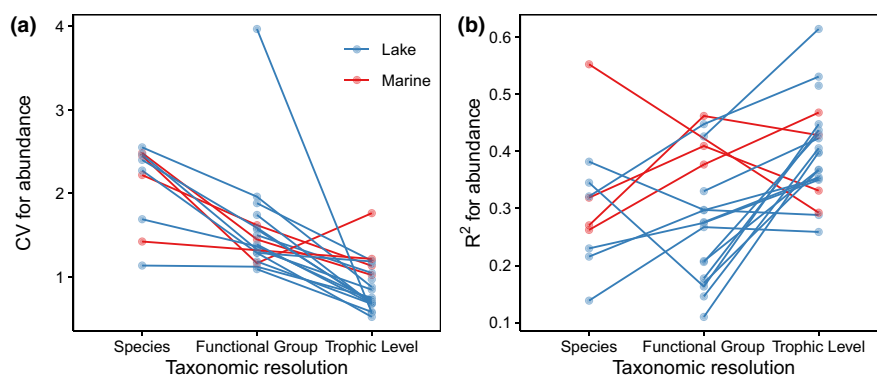 (a)
CV for abundance
4
3
2
1
Lake
Marine
Species Functional Group Trophic Level
Taxonomic resolution
(b)
R² for abundance
0.6
0.5
0.4
0.3
0.2
0.1
Species Functional Group Trophic Level
Taxonomic resolution